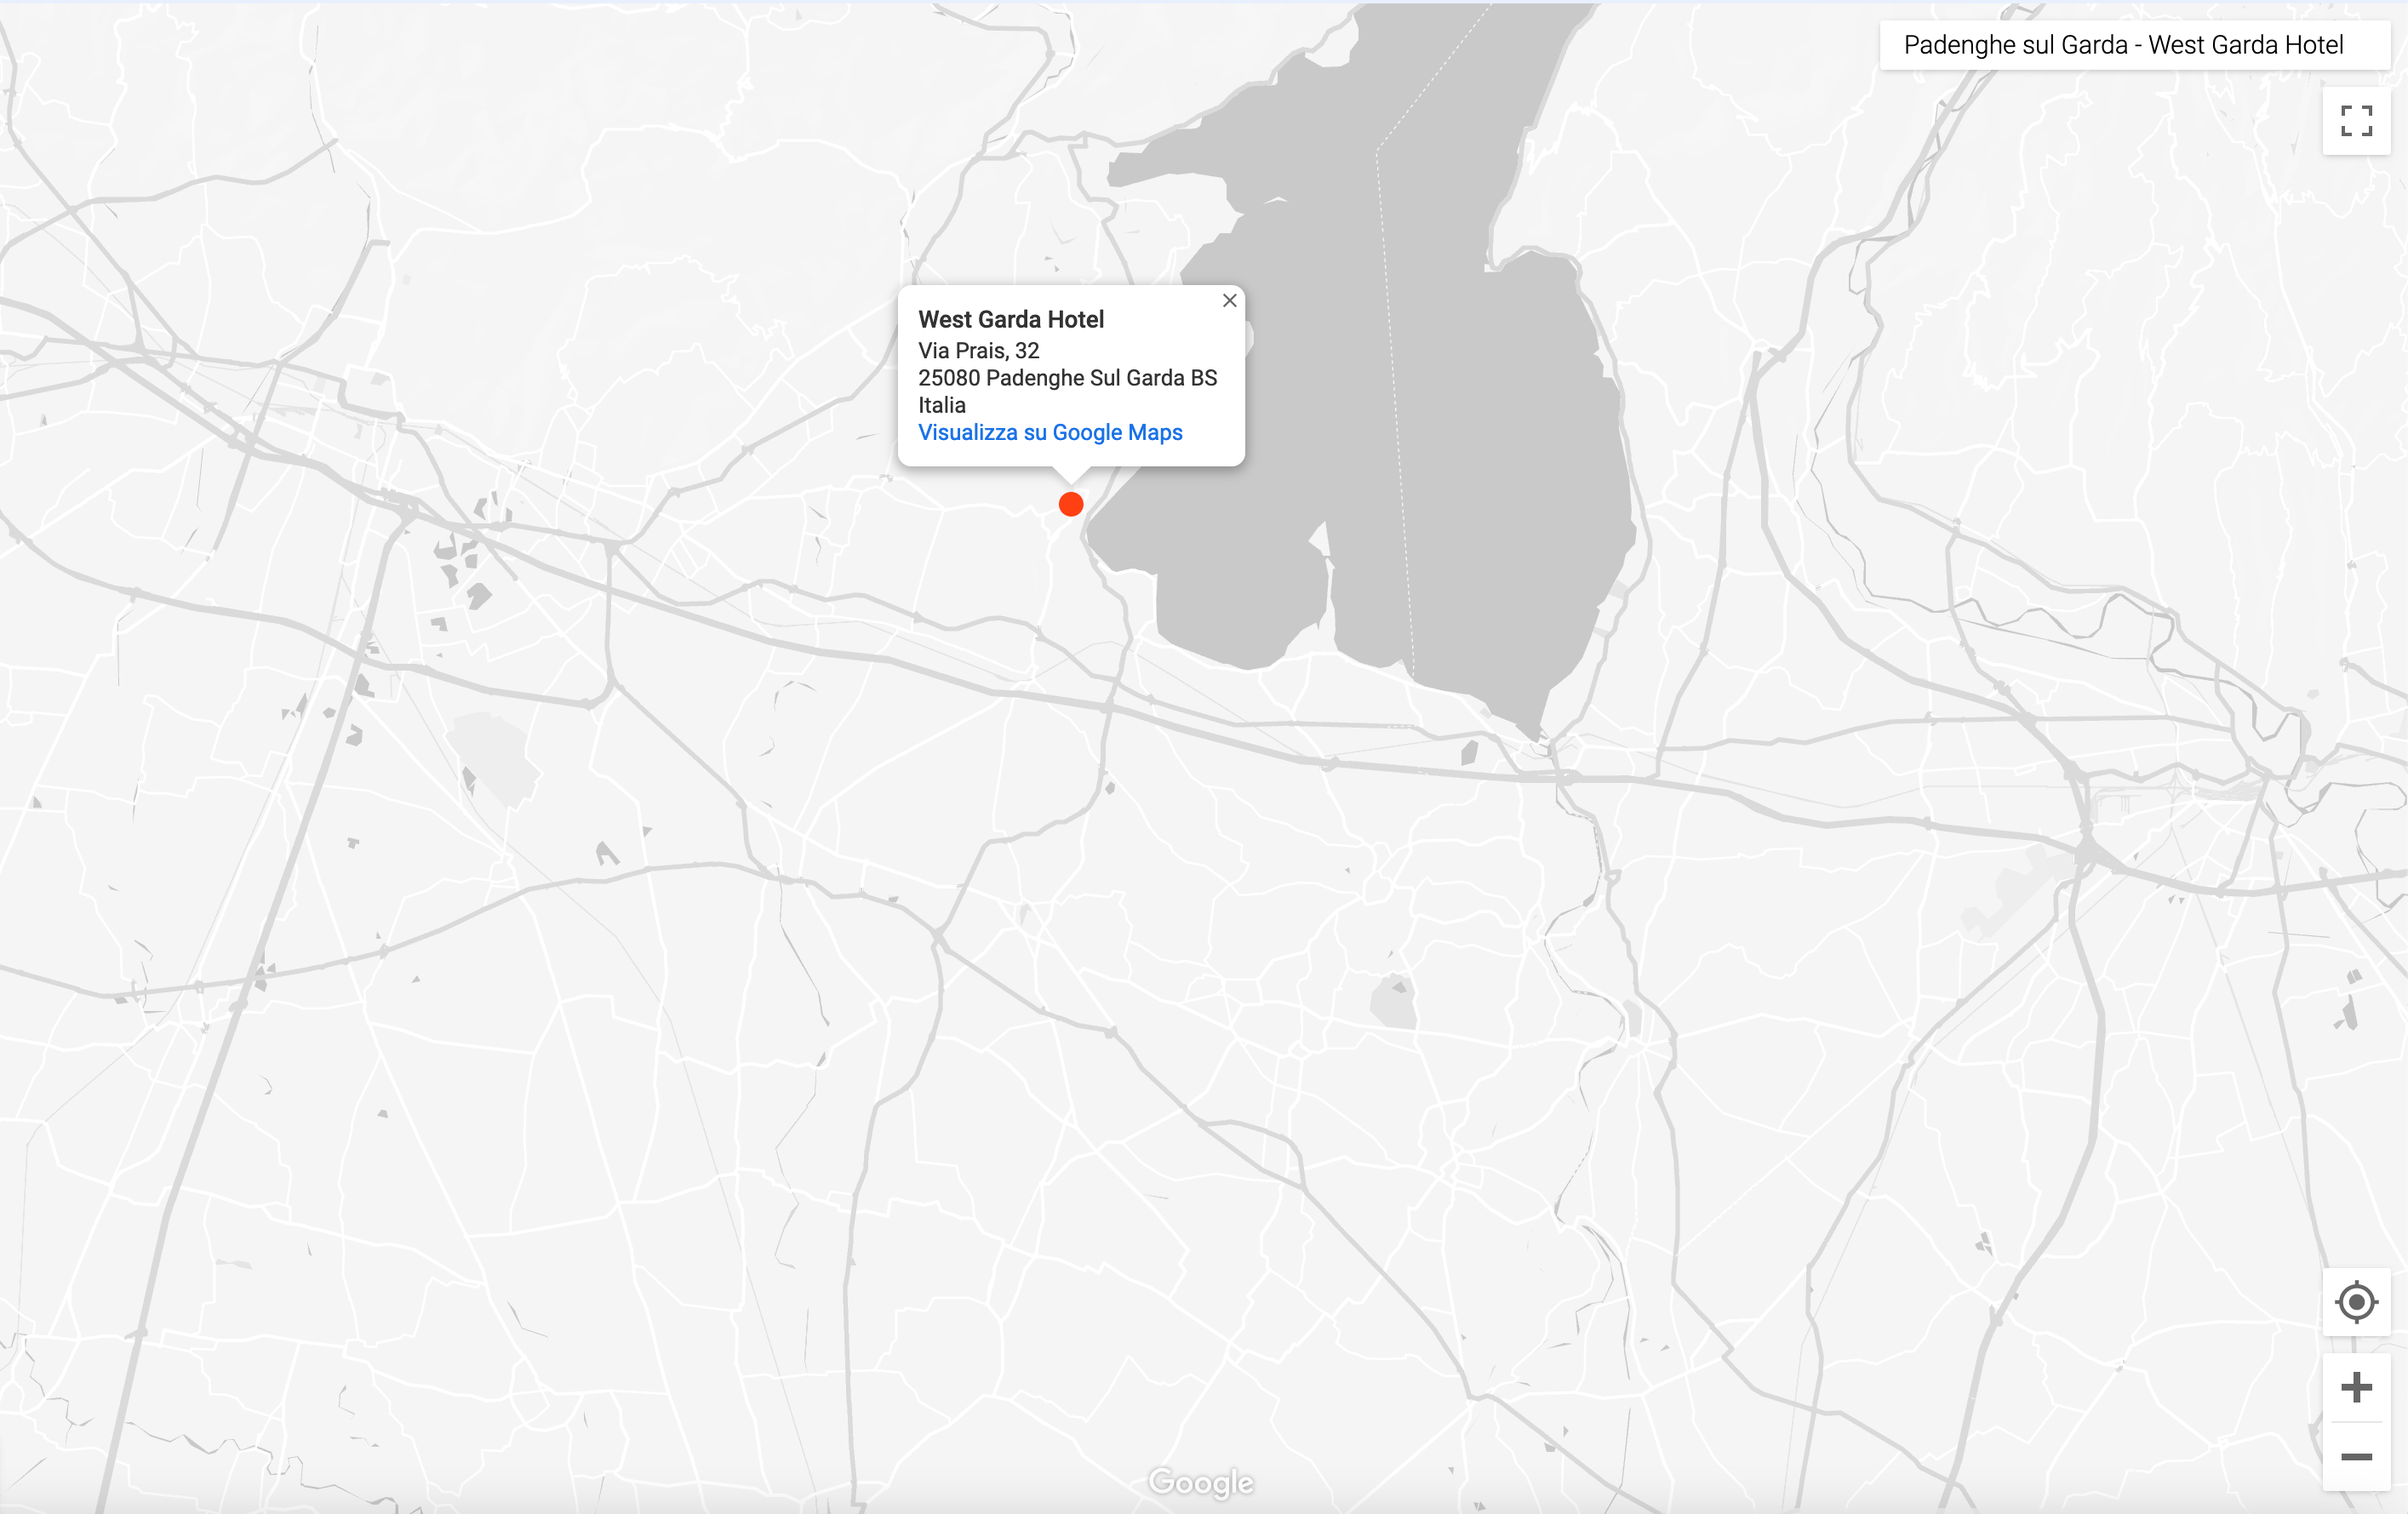 Padenghe sul Garda - West Garda Hotel
West Garda Hotel
Via Prais, 32
25080 Padenghe Sul Garda BS
Italia
Visualizza su Google Maps
Google